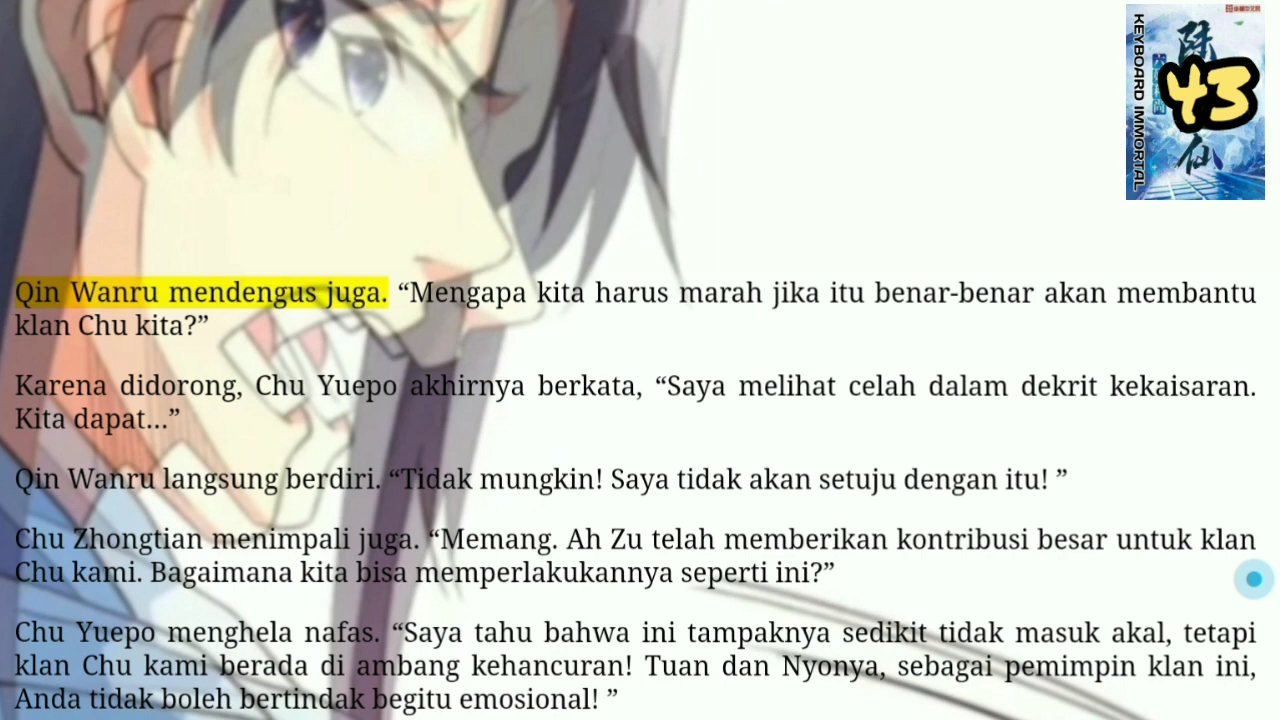 KEYBOARD IMMORTAL
43
仙
Qin Wanru mendengus juga. “Mengapa kita harus marah jika itu benar-benar akan membantu
klan Chu kita?”
Karena didorong, Chu Yuepo akhirnya berkata, “Saya melihat celah dalam dekrit kekaisaran.
Kita dapat...”
Qin Wanru langsung berdiri. “Tidak mungkin! Saya tidak akan setuju dengan itu! ”
Chu Zhongtian menimpali juga. “Memang. Ah Zu telah memberikan kontribusi besar untuk klan
Chu kami. Bagaimana kita bisa memperlakukannya seperti ini?”
Chu Yuepo menghela nafas. “Saya tahu bahwa ini tampaknya sedikit tidak masuk akal, tetapi
klan Chu kami berada di ambang kehancuran! Tuan dan Nyonya, sebagai pemimpin klan ini,
Anda tidak boleh bertindak begitu emosional! ”